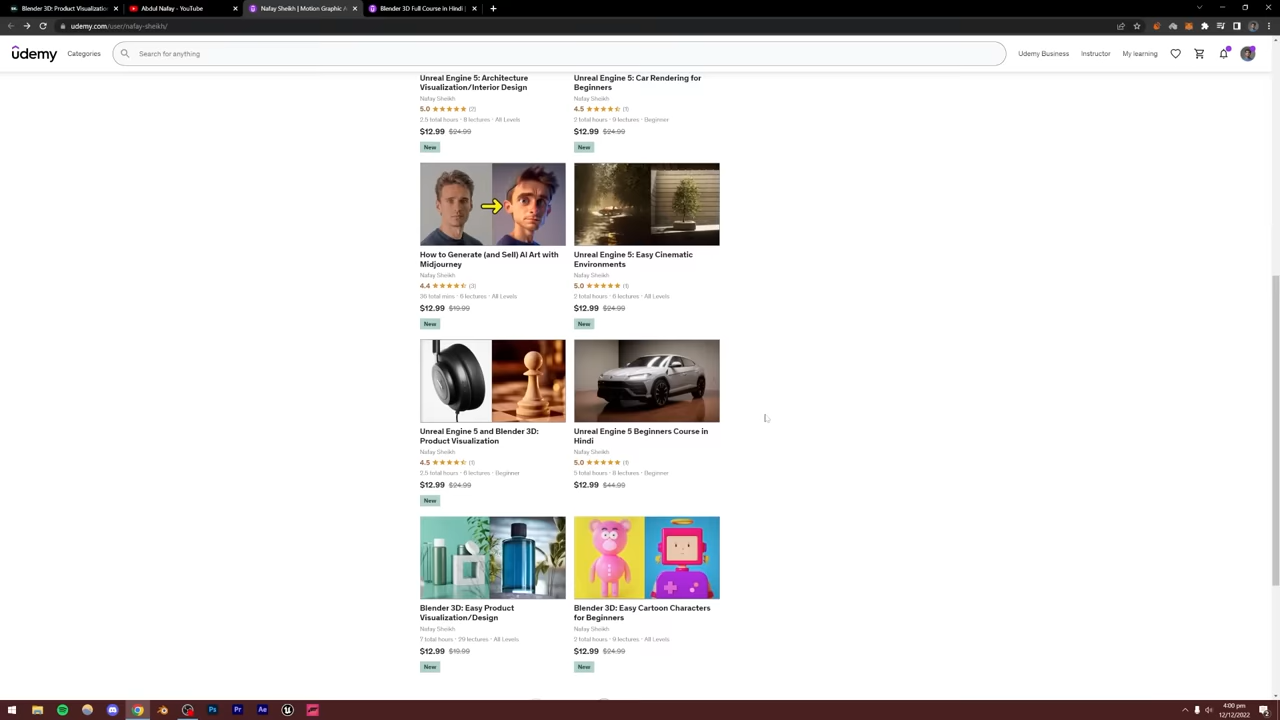 Blender 3D: Product Visualization
Abdul Nafay - YouTube
Nafay Sheikh | Motion Graphic A
Blender 3D Full Course in Hindi |
udemy.com/user/nafay-sheikh/
udemy
Categories
Search for anything
Udemy Business
Instructor
My learning
Unreal Engine 5: Architecture
Visualization/Interior Design
Nafay Sheikh
5.0 (2)
2.5 total hours · 8 lectures · All Levels
$12.99 $24.99
New
Unreal Engine 5: Car Rendering for
Beginners
Nafay Sheikh
4.5 (1)
2 total hours · 9 lectures · Beginner
$12.99 $24.99
New
How to Generate (and Sell) AI Art with
Midjourney
Nafay Sheikh
4.4 (3)
36 total mins · 6 lectures · All Levels
$12.99 $19.99
New
Unreal Engine 5: Easy Cinematic
Environments
Nafay Sheikh
5.0 (1)
2 total hours · 6 lectures · All Levels
$12.99 $24.99
New
Unreal Engine 5 and Blender 3D:
Product Visualization
Nafay Sheikh
4.5 (1)
2.5 total hours · 6 lectures · Beginner
$12.99 $24.99
New
Unreal Engine 5 Beginners Course in
Hindi
Nafay Sheikh
5.0
5 total hours · 8 lectures · Beginner
$12.99 $44.99
Blender 3D: Easy Product
Visualization/Design
Nafay Sheikh
7 total hours · 29 lectures · All Levels
$12.99 $19.99
New
Blender 3D: Easy Cartoon Characters
for Beginners
Nafay Sheikh
2 total hours · 9 lectures · All Levels
$12.99 $24.99
New
Ps
Pr
Ae
4:00 pm
12/12/2022